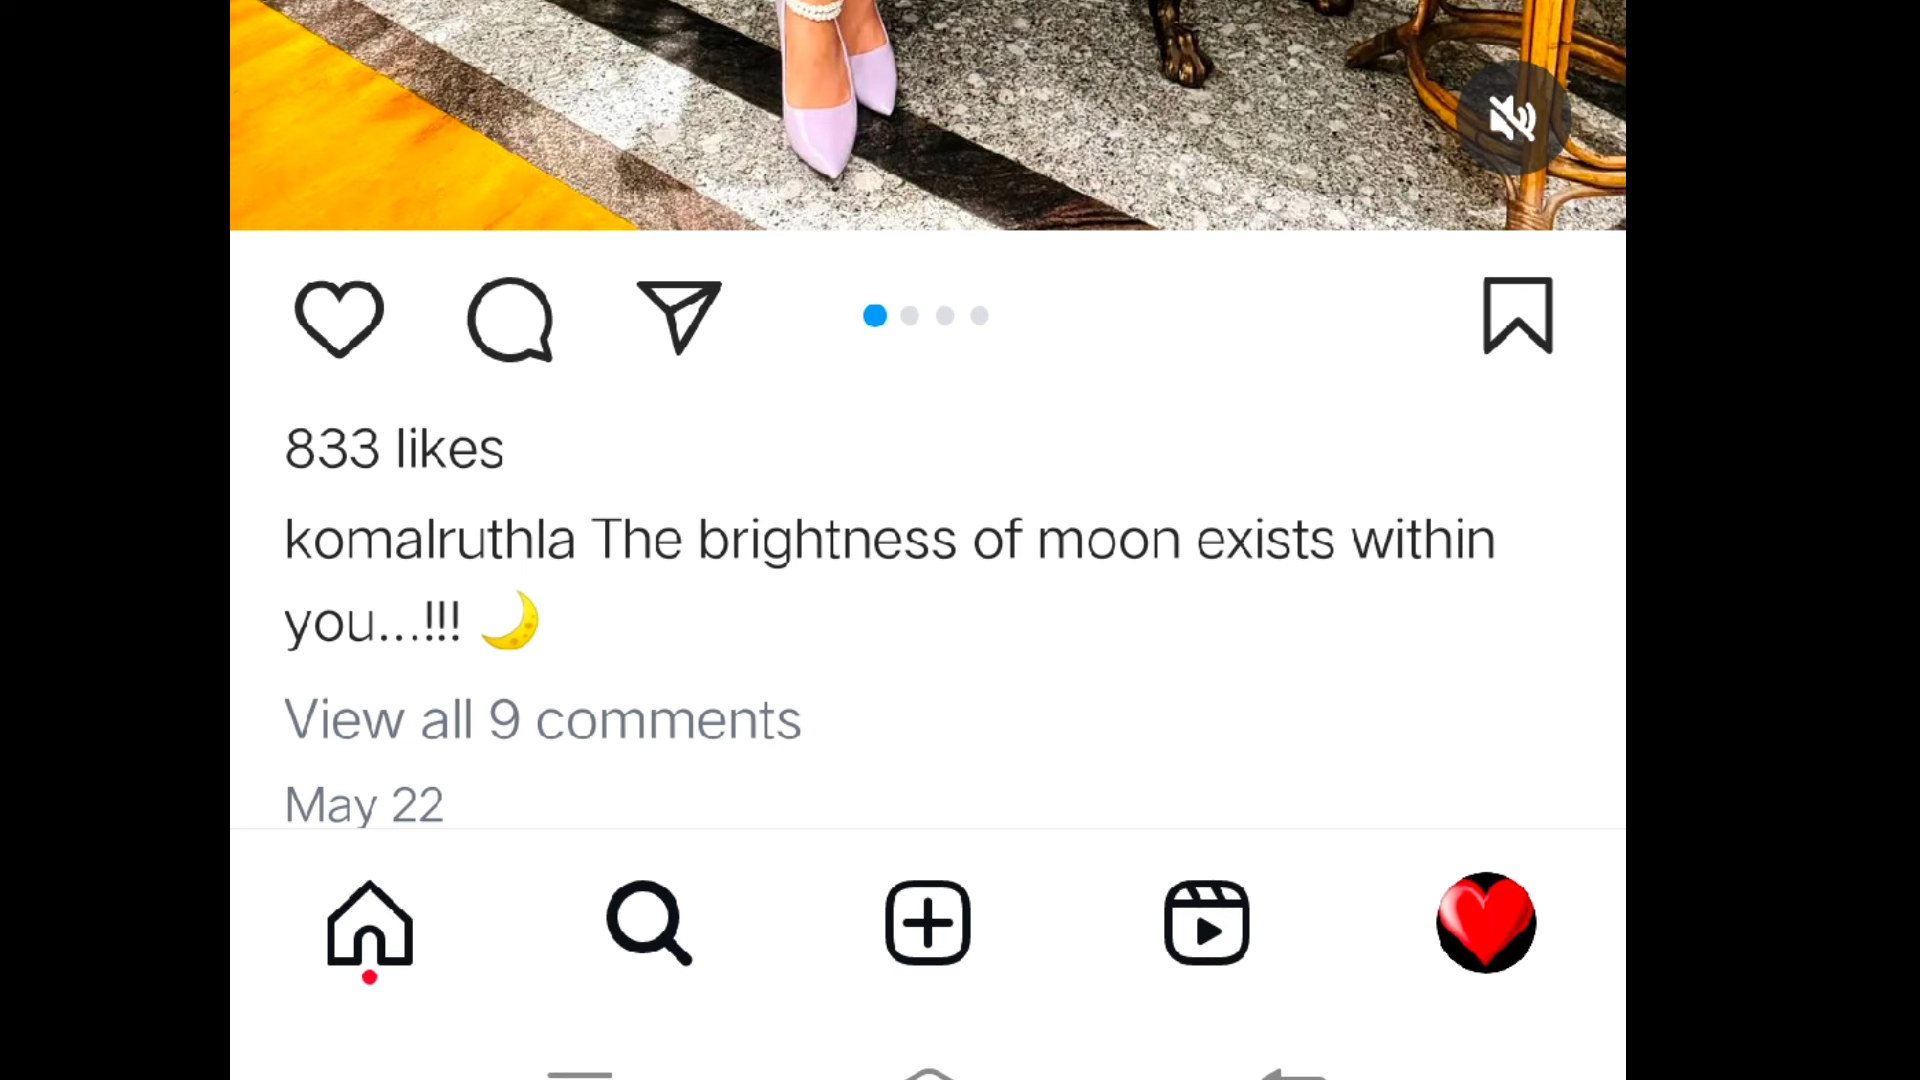 833 likes
komalruthla The brightness of moon exists within
you...!!! 🌙
View all 9 comments
May 22